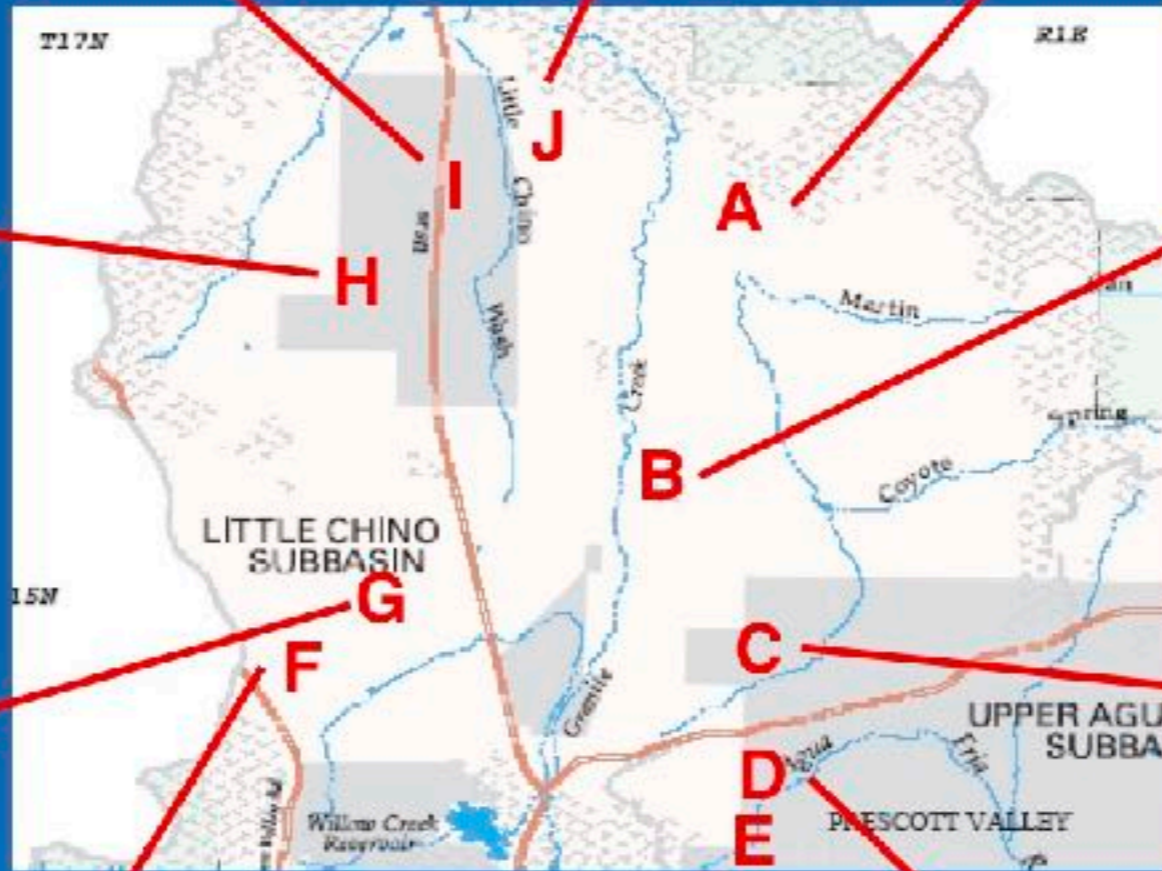 T17N
R1E
Little
Chino
Wash
J
I
US89
A
H
Martin
Creek
B
Spring
Coyote
LITTLE CHINO
SUBBASIN
15N
G
F
C
Granite
UPPER AGU
SUBBA
D
Agua
Fria
E
PRESCOTT VALLEY
Willow Creek
Reservoir